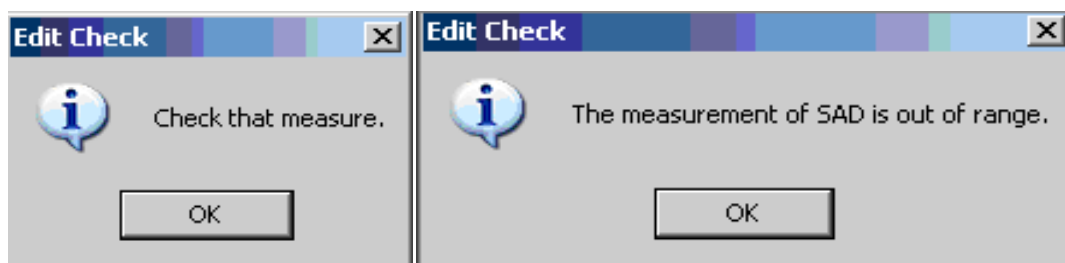 Edit Check
Check that measure.
OK
Edit Check
The measurement of SAD is out of range.
OK